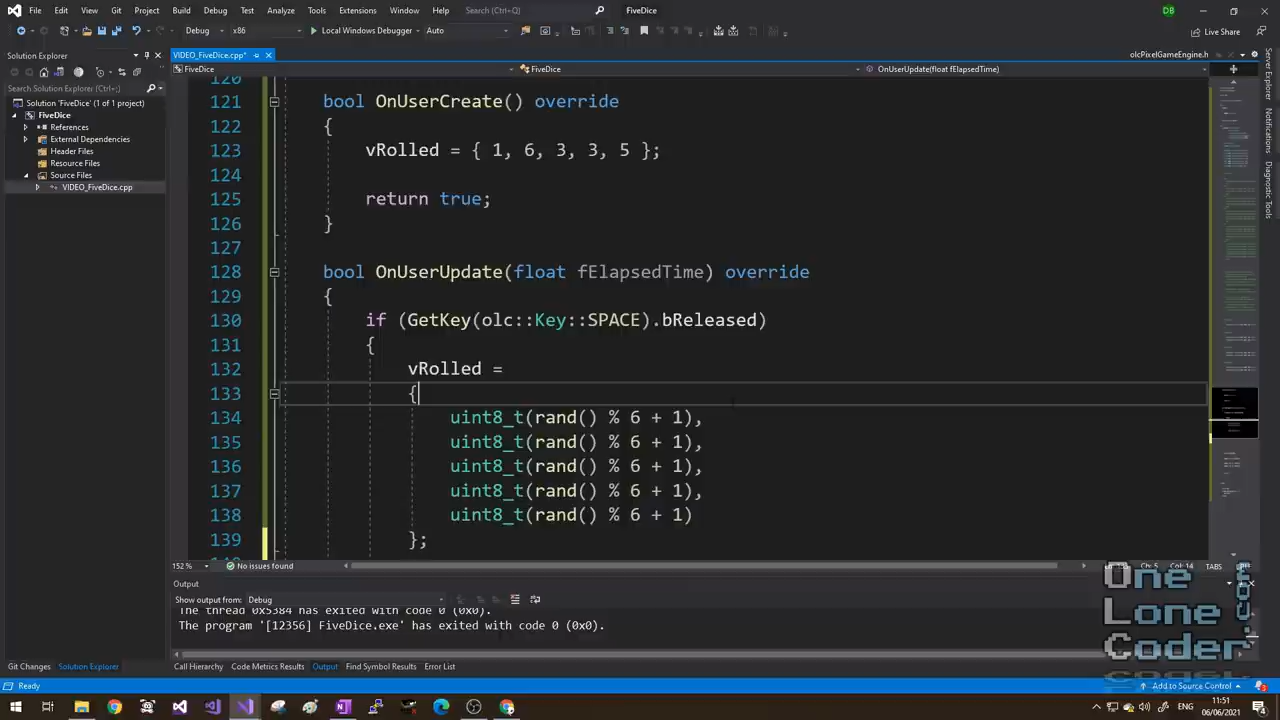 File Edit View Git Project Build Debug Test Analyze Tools Extensions Window Help Search (Ctrl+Q) FiveDice DB
Debug x86 Local Windows Debugger Auto Live Share
Solution Explorer
VIDEO_FiveDice.cpp* olcPixelGameEngine.h
FiveDice FiveDice OnUserUpdate(float fElapsedTime)
Search Solution Explorer (Ctrl+;)
Solution 'FiveDice' (1 of 1 project)
FiveDice
References
External Dependencies
Header Files
Resource Files
Source Files
VIDEO_FiveDice.cpp
120
121 bool OnUserCreate() override
122 {
123 vRolled = { 1, 6, 3, 3, 5 };
124
125 return true;
126 }
127
128 bool OnUserUpdate(float fElapsedTime) override
129 {
130 if (GetKey(olc::Key::SPACE).bReleased)
131 {
132 vRolled =
133 {
134 uint8_t(rand() % 6 + 1),
135 uint8_t(rand() % 6 + 1),
136 uint8_t(rand() % 6 + 1),
137 uint8_t(rand() % 6 + 1),
138 uint8_t(rand() % 6 + 1)
139 };
152 % No issues found Ch: 5 Col: 14 TABS
Output
Show output from: Debug
The thread 0x5384 has exited with code 0 (0x0).
The program '[12356] FiveDice.exe' has exited with code 0 (0x0).
Git Changes Solution Explorer Call Hierarchy Code Metrics Results Output Find Symbol Results Error List
Ready Add to Source Control
11:51
06/06/2021
Server Explorer
Notifications
Diagnostic Tools
One
Lone
Coder
.com